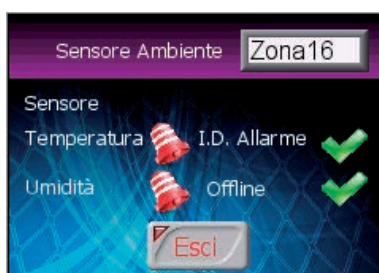 Sensore Ambiente Zona16
Sensore
Temperatura I.D. Allarme
Umidità Offline
Esci